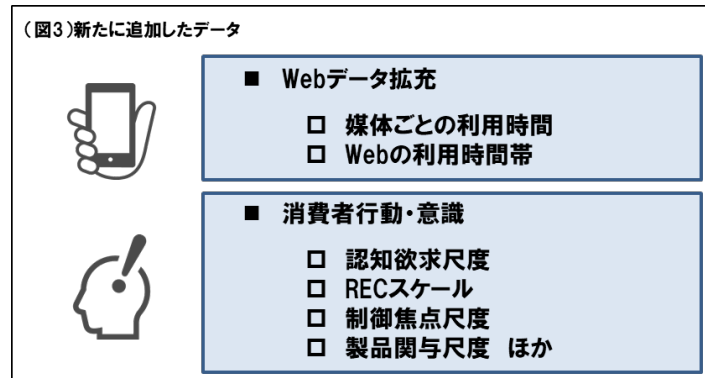 （図3）新たに追加したデータ
■ Webデータ拡充
□ 媒体ごとの利用時間
□ Webの利用時間帯
■ 消費者行動・意識
□ 認知欲求尺度
□ RECスケール
□ 制御焦点尺度
□ 製品関与尺度 ほか